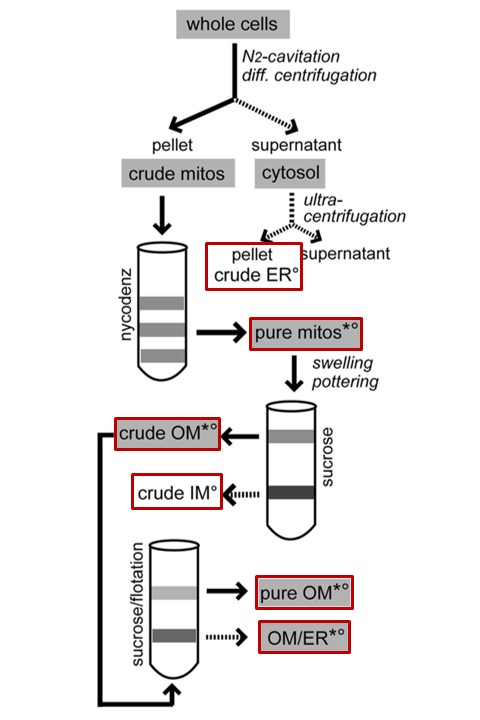 whole cells
N2-cavitation
diff. centrifugation
pellet
supernatant
crude mitos
cytosol
ultra-
centrifugation
pellet
supernatant
crude ER°
nycodenz
pure mitos*°
swelling
pottering
crude OM*°
sucrose
crude IM°
sucrose/flotation
pure OM*°
OM/ER*°